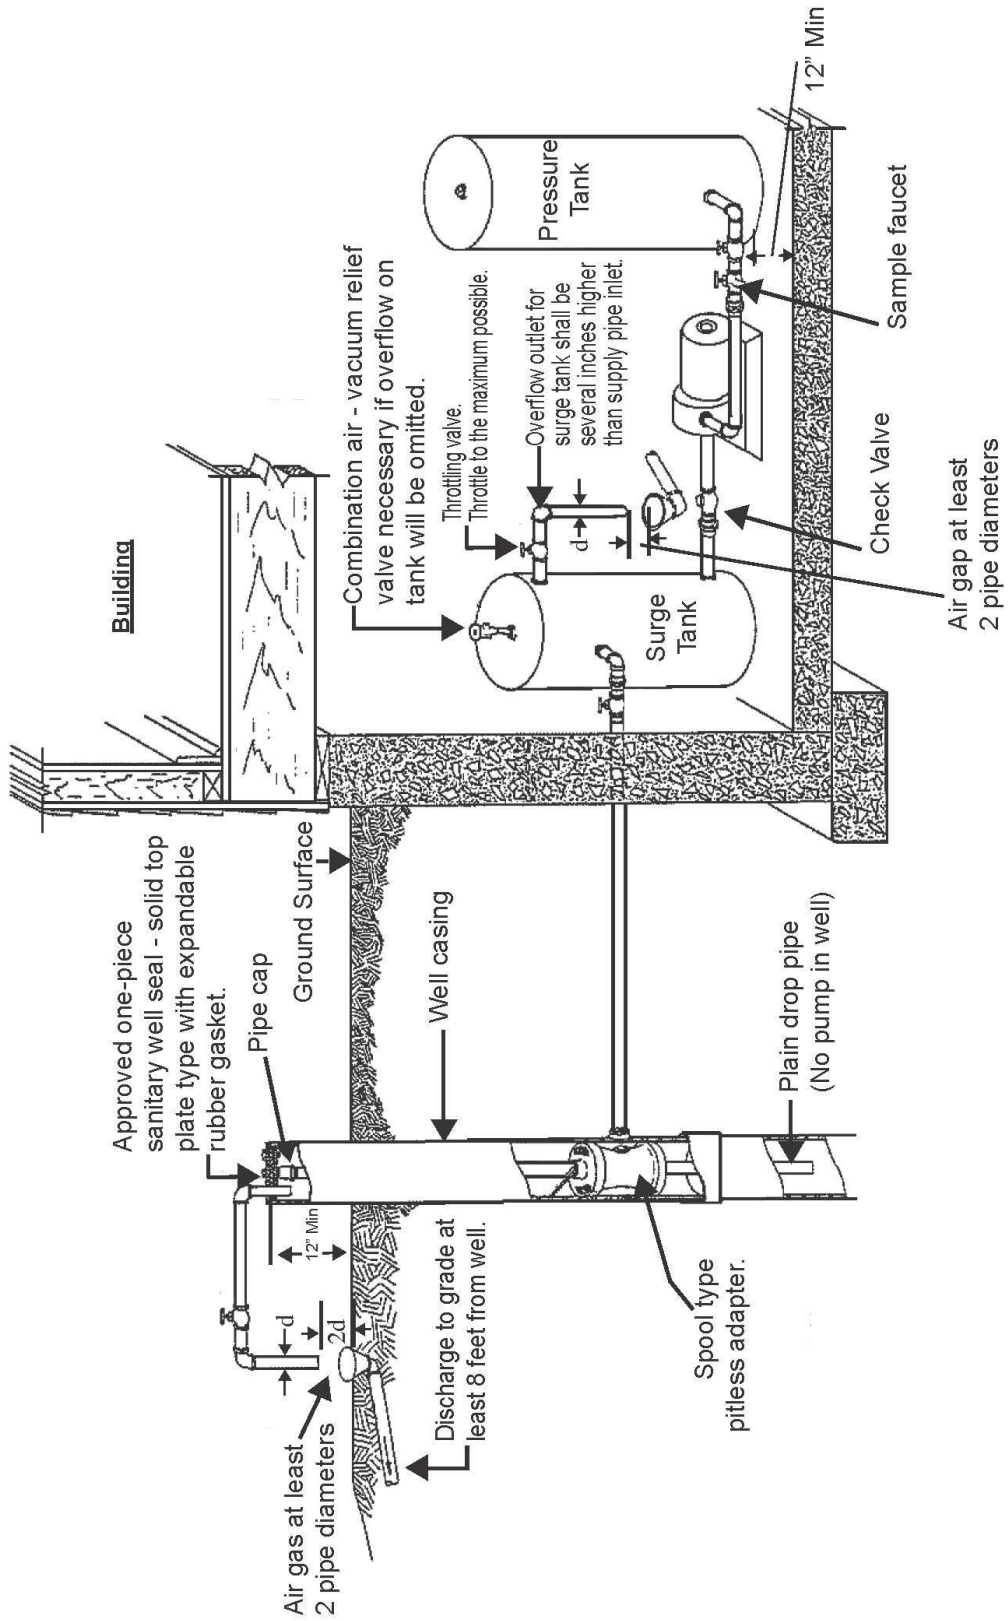 Building
Approved one-piece
sanitary well seal - solid top
plate type with expandable
rubber gasket.
Pipe cap
Ground Surface
Combination air - vacuum relief
valve necessary if overflow on
tank will be omitted.
Throttling valve.
Throttle to the maximum possible.
Overflow outlet for
surge tank shall be
several inches higher
than supply pipe inlet.
Pressure
Tank
12" Min
d
2d
Air gas at least
2 pipe diameters
Discharge to grade at
least 8 feet from well.
Well casing
d
Surge
Tank
12" Min
Spool type
pitless adapter.
Plain drop pipe
(No pump in well)
Air gap at least
2 pipe diameters
Check Valve
Sample faucet